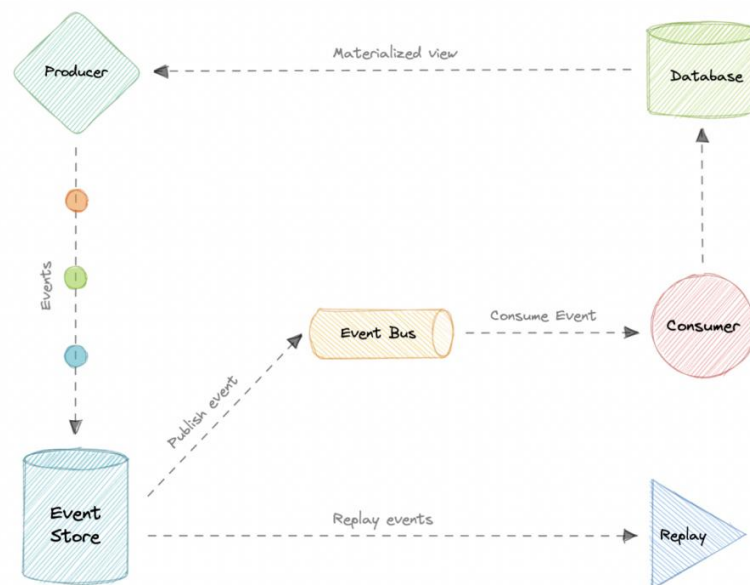 Materialized view
Producer
Database
Events
Event Bus
Consume Event
Consumer
Publish event
Event
Store
Replay events
Replay